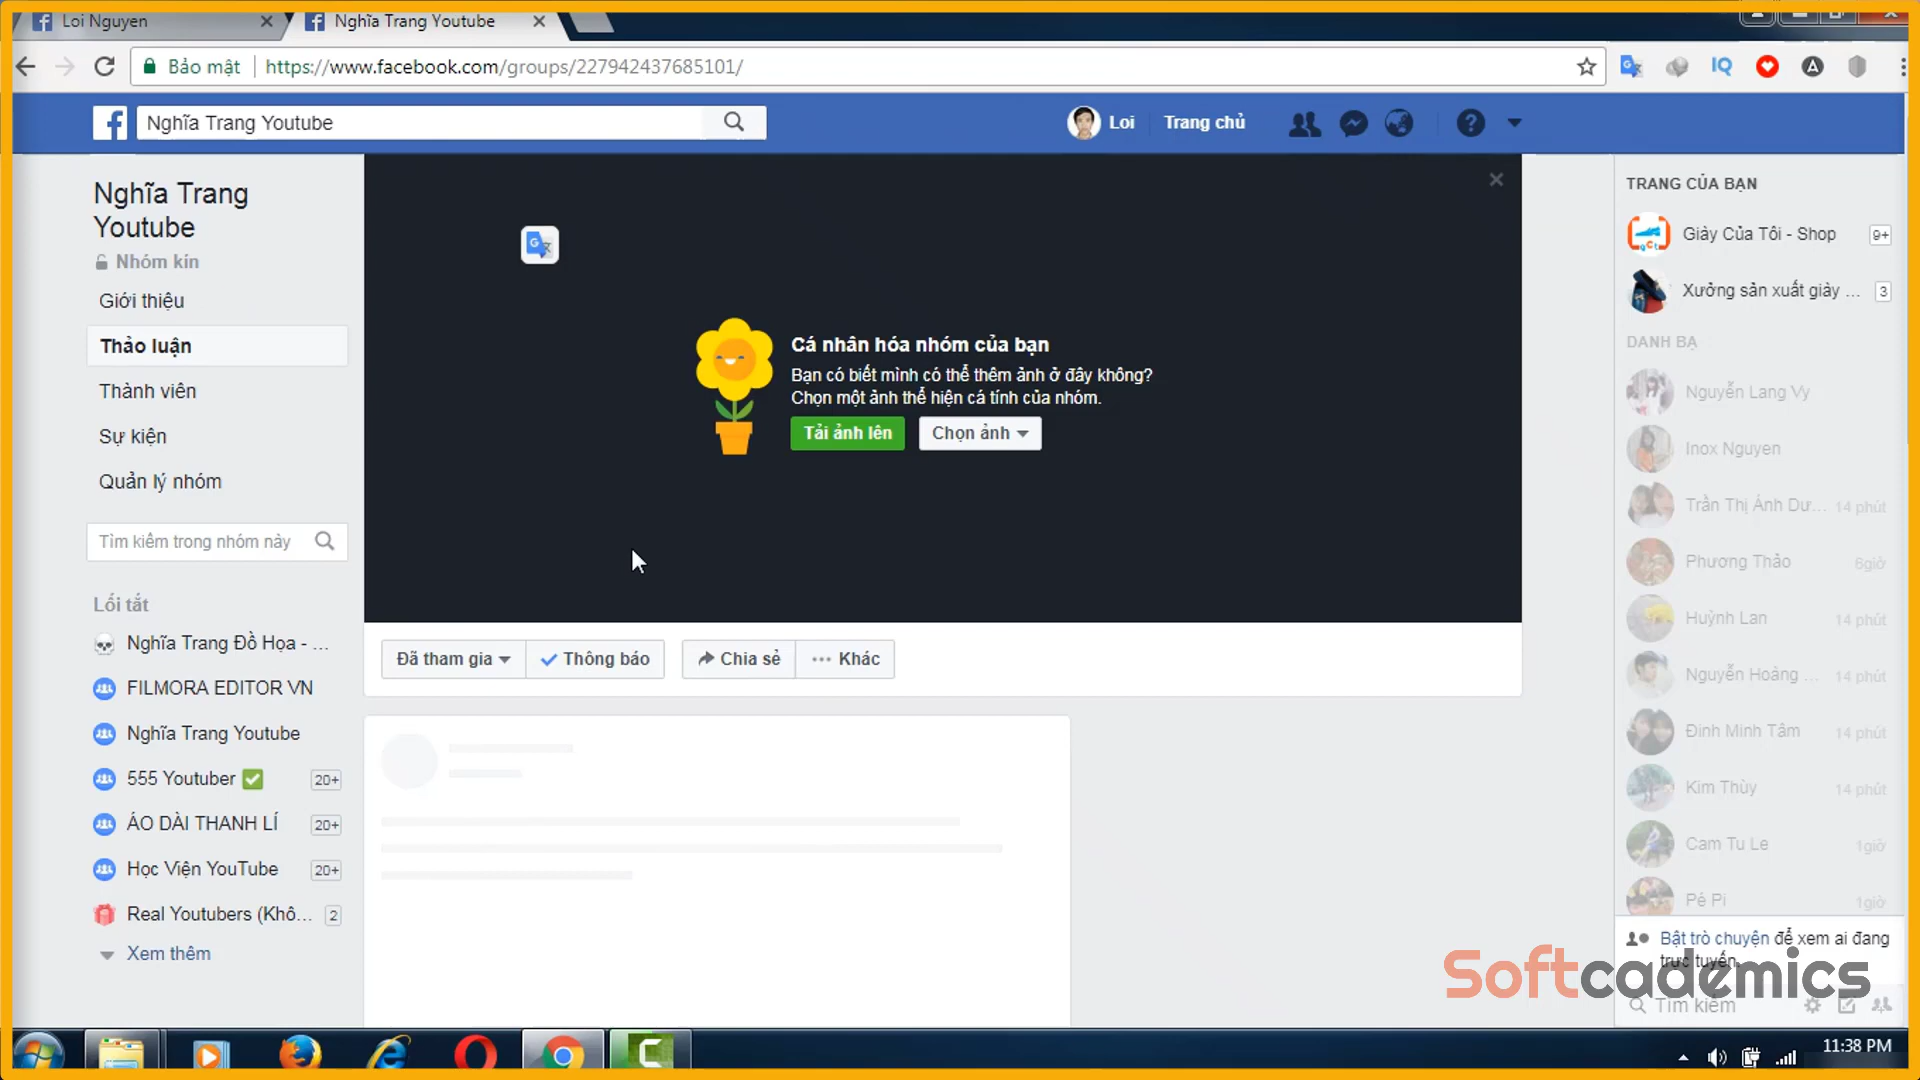 Loi Nguyen
Nghĩa Trang Youtube
Bảo mật
https://www.facebook.com/groups/227942437685101/
IQ
Nghĩa Trang Youtube
Loi
Trang chủ
Nghĩa Trang
Youtube
Nhóm kín
Giới thiệu
Thảo luận
Thành viên
Sự kiện
Quản lý nhóm
Tìm kiếm trong nhóm này
Lối tắt
Nghĩa Trang Đồ Họa - ...
FILMORA EDITOR VN
Nghĩa Trang Youtube
555 Youtuber ✅ 20+
ÁO DÀI THANH LÍ 20+
Học Viện YouTube 20+
Real Youtubers (Khô... 2
Xem thêm
Cá nhân hóa nhóm của bạn
Bạn có biết mình có thể thêm ảnh ở đây không?
Chọn một ảnh thể hiện cá tính của nhóm.
Tải ảnh lên
Chọn ảnh
Đã tham gia
Thông báo
Chia sẻ
Khác
TRANG CỦA BẠN
Giày Của Tôi - Shop 9+
Xưởng sản xuất giày ... 3
DANH BẠ
Nguyễn Lang Vy
Inox Nguyen
Trần Thị Ánh Dư... 14 phút
Phương Thảo 6giờ
Huỳnh Lan 14 phút
Nguyễn Hoàng ... 14 phút
Đinh Minh Tâm 14 phút
Kim Thùy 14 phút
Cam Tu Le 1giờ
Pé Pi 1giờ
Bật trò chuyện để xem ai đang
trực tuyến.
Softcademics
Tìm kiếm
11:38 PM